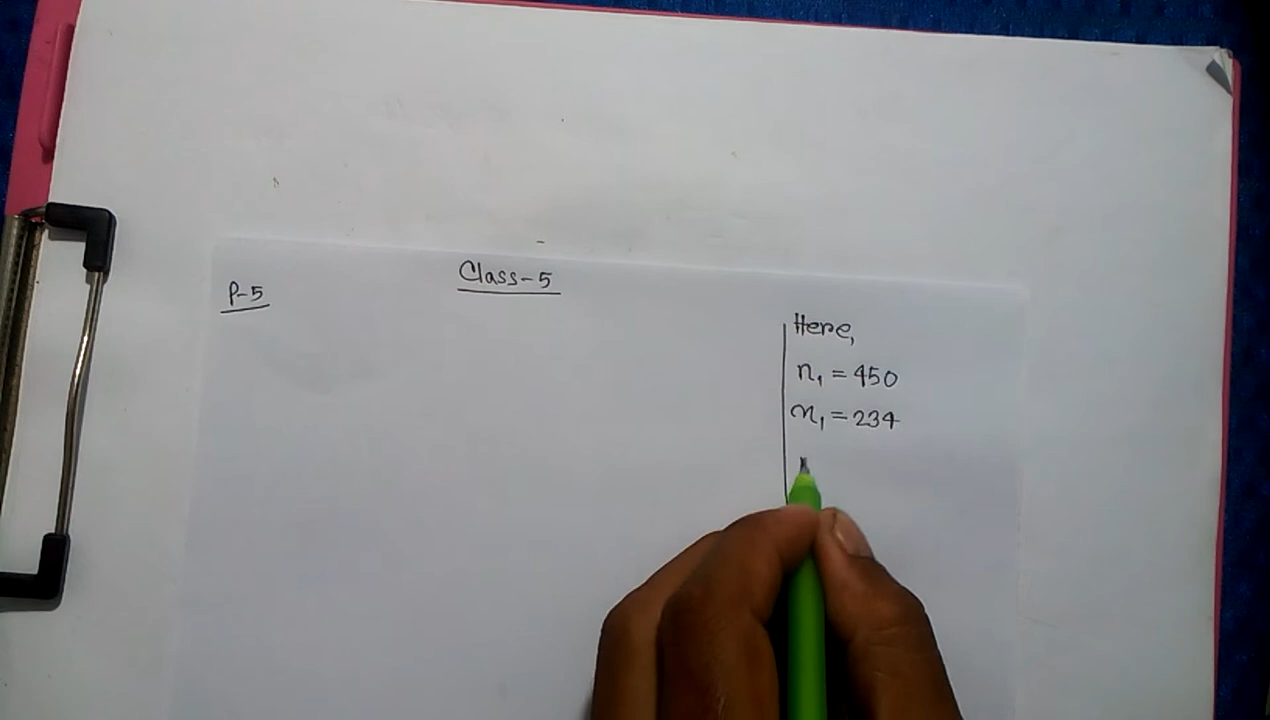 Class-5
P-5
Here,
n₁ = 450
x₁ = 234